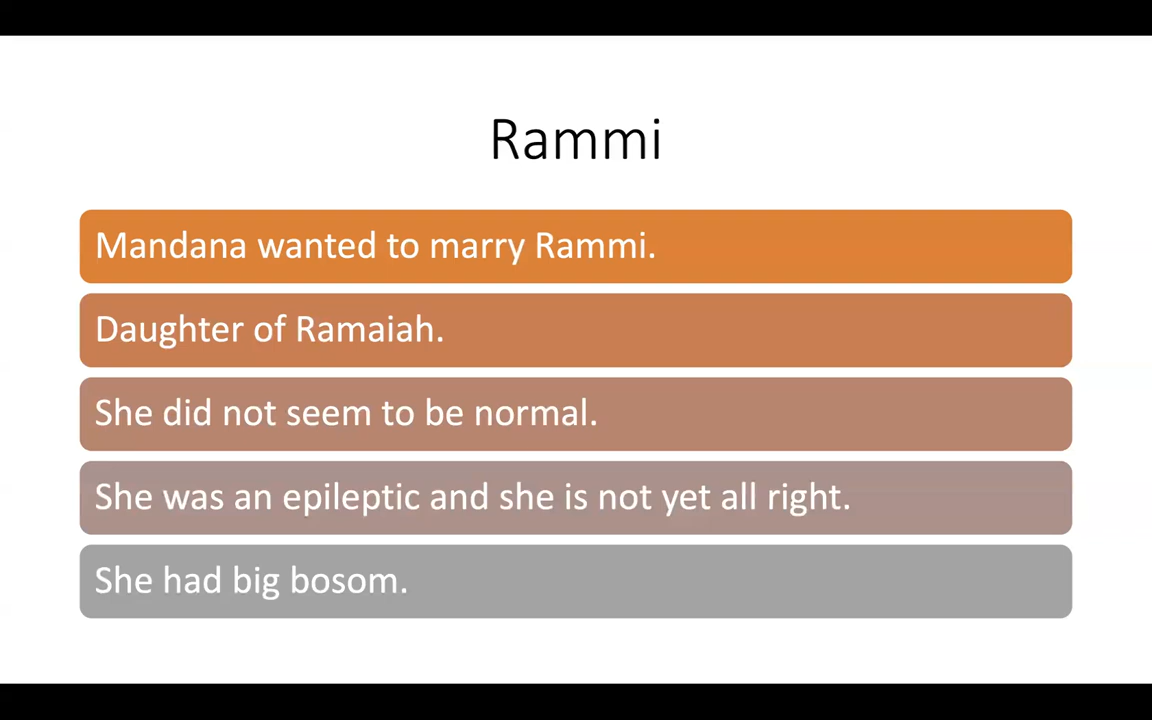 Rammi
Mandana wanted to marry Rammi.
Daughter of Ramaiah.
She did not seem to be normal.
She was an epileptic and she is not yet all right.
She had big bosom.